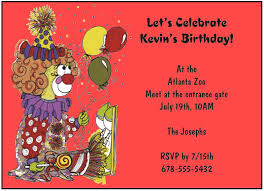 Let's Celebrate
Kevin's Birthday!
At the
Atlanta Zoo
Meet at the entrance gate
July 19th, 10AM
The Josephs
RSVP by 7/15th
678-555-5432